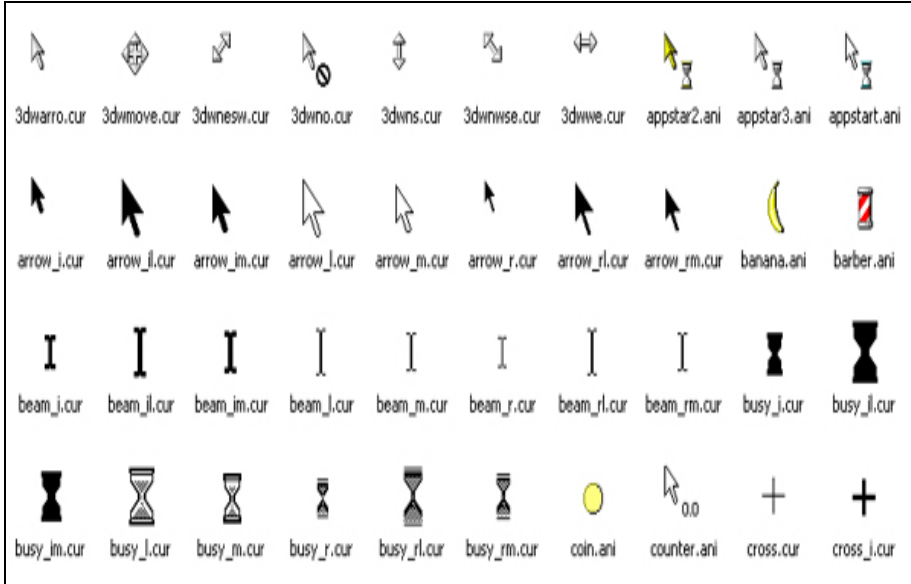 3dwarro.cur 3dwmove.cur 3dwnesw.cur 3dwno.cur 3dwns.cur 3dwnwse.cur 3dwwe.cur appstar2.ani appstar3.ani appstart.ani
arrow_i.cur arrow_il.cur arrow_im.cur arrow_l.cur arrow_m.cur arrow_r.cur arrow_rl.cur arrow_rm.cur banana.ani barber.ani
beam_i.cur beam_il.cur beam_im.cur beam_l.cur beam_m.cur beam_r.cur beam_rl.cur beam_rm.cur busy_i.cur busy_il.cur
0.0
busy_im.cur busy_l.cur busy_m.cur busy_r.cur busy_rl.cur busy_rm.cur coin.ani counter.ani cross.cur cross_i.cur